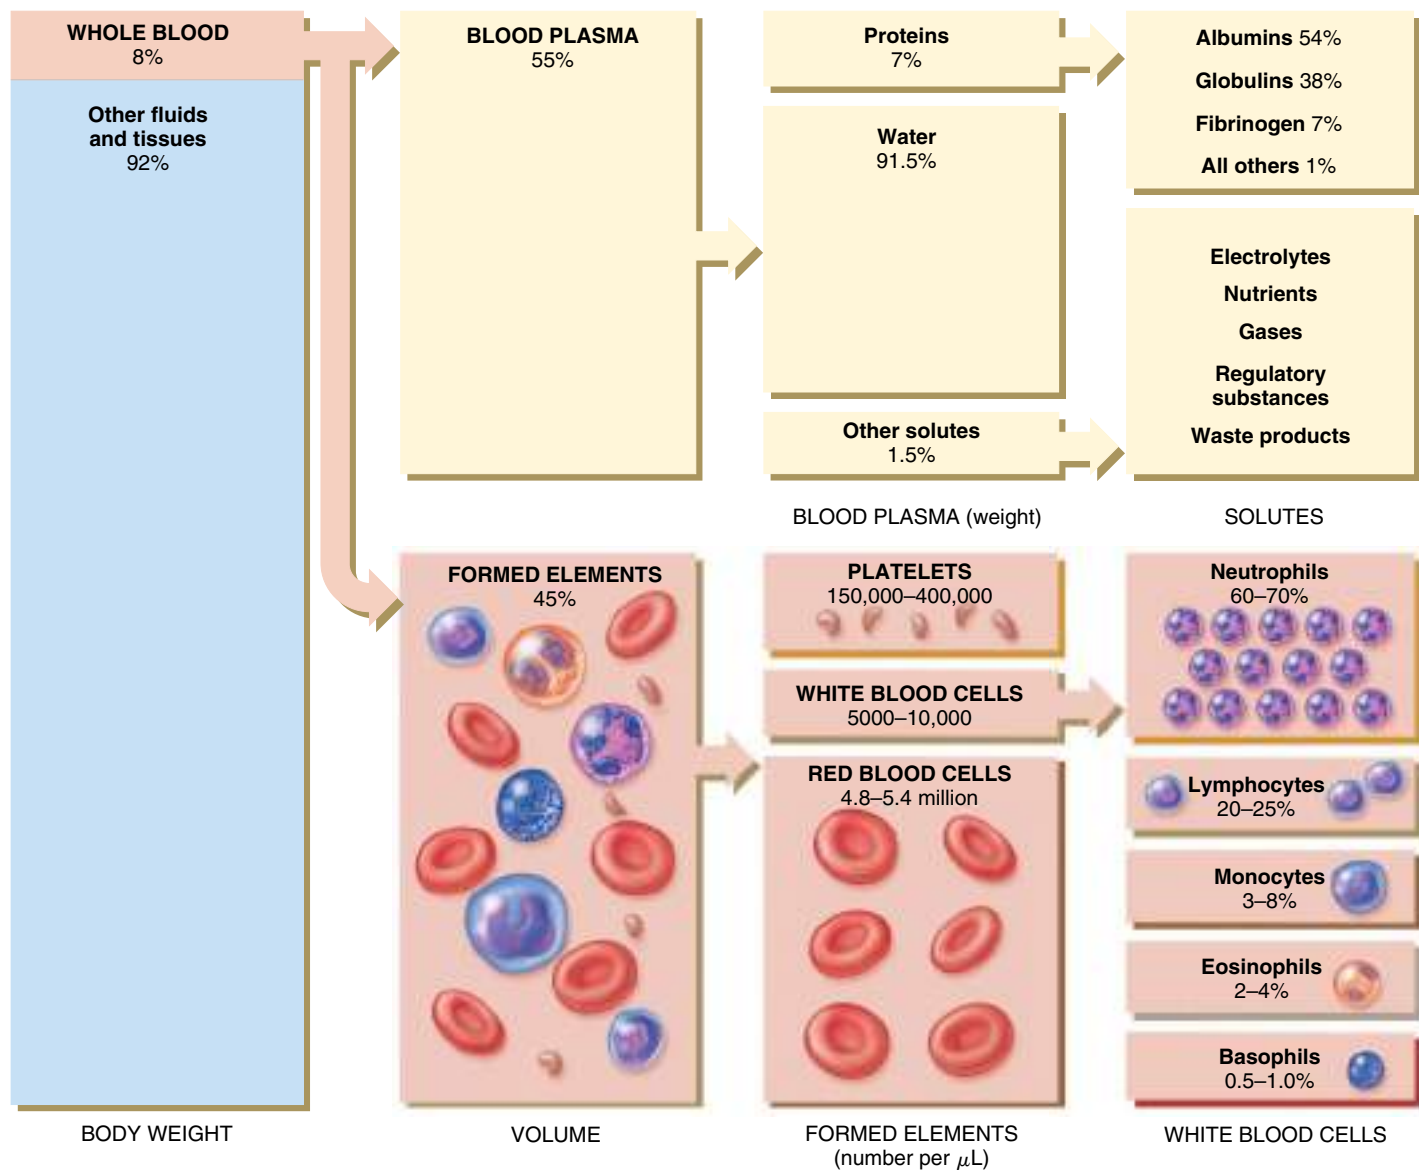 WHOLE BLOOD
8%
Other fluids
and tissues
92%
BODY WEIGHT
BLOOD PLASMA
55%
Proteins
7%
Water
91.5%
Other solutes
1.5%
BLOOD PLASMA (weight)
Albumins 54%
Globulins 38%
Fibrinogen 7%
All others 1%
Electrolytes
Nutrients
Gases
Regulatory
substances
Waste products
SOLUTES
FORMED ELEMENTS
45%
VOLUME
PLATELETS
150,000–400,000
WHITE BLOOD CELLS
5000–10,000
RED BLOOD CELLS
4.8–5.4 million
FORMED ELEMENTS
(number per μL)
Neutrophils
60–70%
Lymphocytes
20–25%
Monocytes
3–8%
Eosinophils
2–4%
Basophils
0.5–1.0%
WHITE BLOOD CELLS